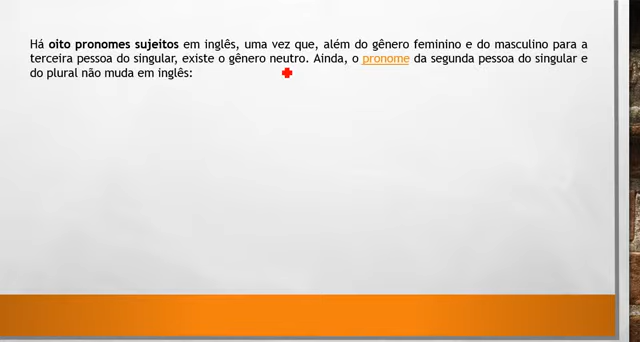 Há oito pronomes sujeitos em inglês, uma vez que, além do gênero feminino e do masculino para a
terceira pessoa do singular, existe o gênero neutro. Ainda, o pronome da segunda pessoa do singular e
do plural não muda em inglês: